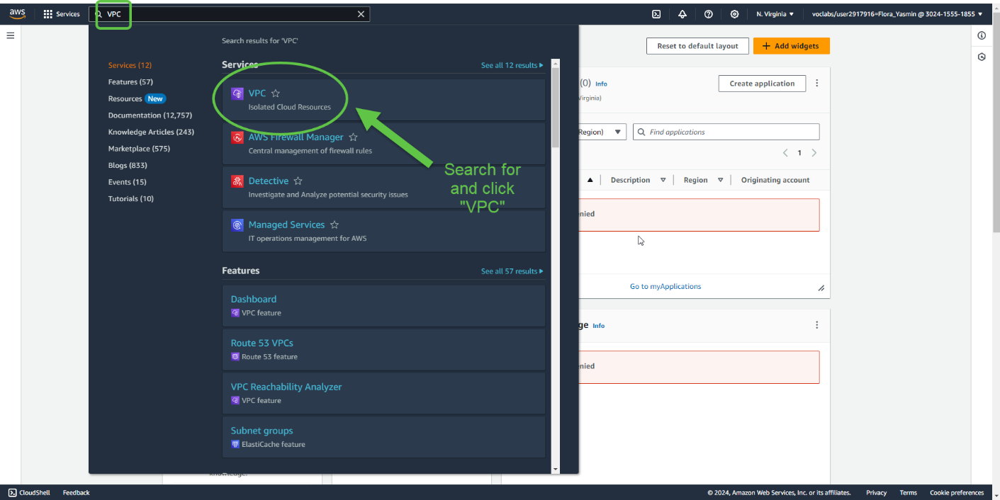 aws
Services
VPC
N. Virginia
voclabs/user2917916=Flora_Yasmin @ 3024-1555-1855
Search results for 'VPC'
Services (12)
Features (57)
Resources New
Documentation (12,757)
Knowledge Articles (243)
Marketplace (575)
Blogs (833)
Events (15)
Tutorials (10)
Services
See all 12 results
VPC
Isolated Cloud Resources
AWS Firewall Manager
Central management of firewall rules
Detective
Investigate and Analyze potential security issues
Managed Services
IT operations management for AWS
Features
See all 57 results
Dashboard
VPC feature
Route 53 VPCs
Route 53 feature
VPC Reachability Analyzer
VPC feature
Subnet groups
ElastiCache feature
Search for
and click
"VPC"
Reset to default layout
+ Add widgets
(0) Info
Create application
Virginia)
Region)
Find applications
1
Description
Region
Originating account
nied
Go to myApplications
ge Info
nied
knowledge.
CloudShell
Feedback
© 2024, Amazon Web Services, Inc. or its affiliates.
Privacy
Terms
Cookie preferences